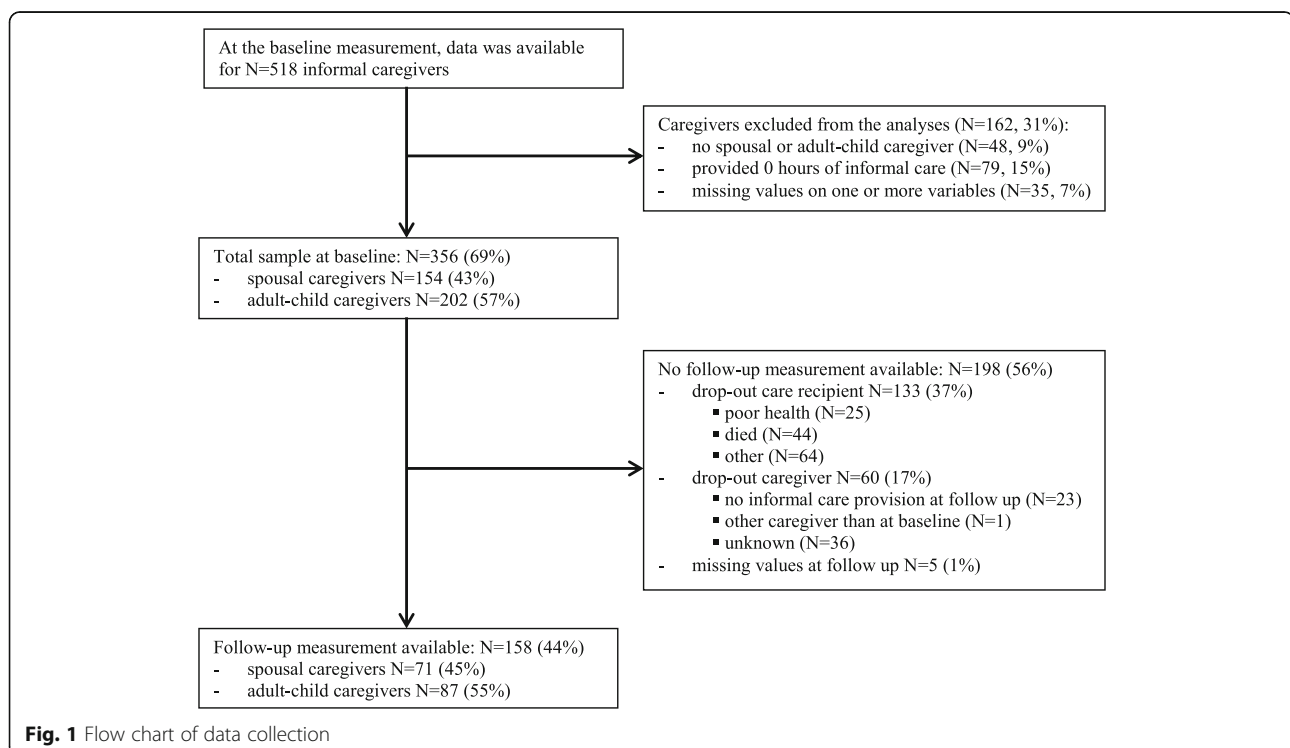 At the baseline measurement, data was available
for N=518 informal caregivers
Caregivers excluded from the analyses (N=162, 31%):
- no spousal or adult-child caregiver (N=48, 9%)
- provided 0 hours of informal care (N=79, 15%)
- missing values on one or more variables (N=35, 7%)
Total sample at baseline: N=356 (69%)
- spousal caregivers N=154 (43%)
- adult-child caregivers N=202 (57%)
No follow-up measurement available: N=198 (56%)
- drop-out care recipient N=133 (37%)
▪ poor health (N=25)
▪ died (N=44)
▪ other (N=64)
- drop-out caregiver N=60 (17%)
▪ no informal care provision at follow up (N=23)
▪ other caregiver than at baseline (N=1)
▪ unknown (N=36)
- missing values at follow up N=5 (1%)
Follow-up measurement available: N=158 (44%)
- spousal caregivers N=71 (45%)
- adult-child caregivers N=87 (55%)
Fig. 1 Flow chart of data collection